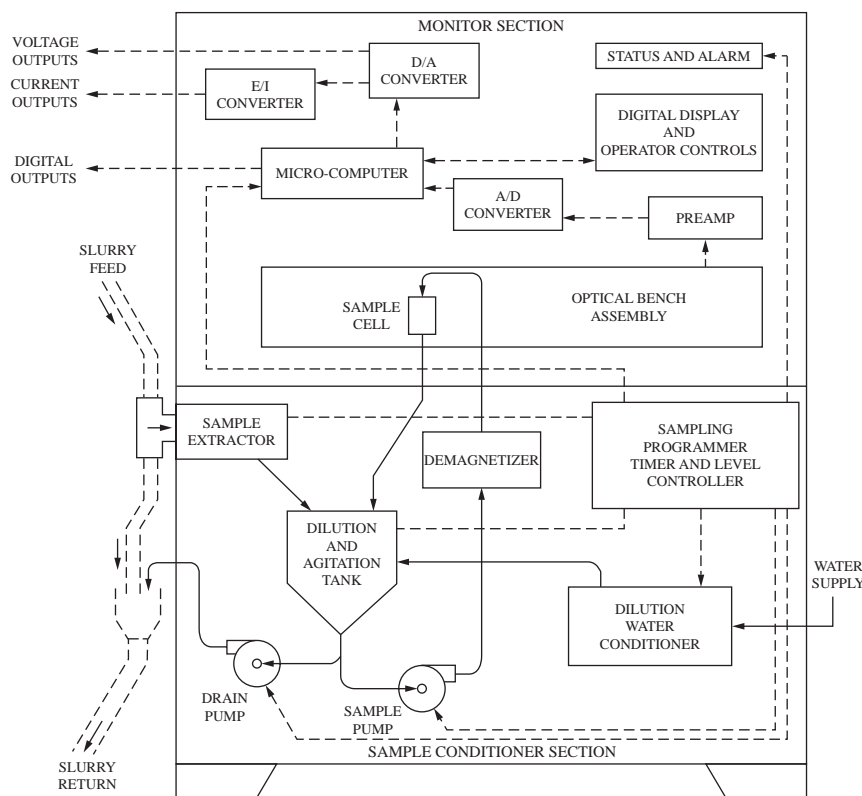 MONITOR SECTION
VOLTAGE
OUTPUTS
D/A
CONVERTER
STATUS AND ALARM
CURRENT
OUTPUTS
E/I
CONVERTER
DIGITAL DISPLAY
AND
OPERATOR CONTROLS
DIGITAL
OUTPUTS
MICRO-COMPUTER
A/D
CONVERTER
PREAMP
SLURRY
FEED
SAMPLE
CELL
OPTICAL BENCH
ASSEMBLY
SAMPLE
EXTRACTOR
DEMAGNETIZER
SAMPLING
PROGRAMMER
TIMER AND LEVEL
CONTROLLER
DILUTION
AND
AGITATION
TANK
WATER
SUPPLY
DILUTION
WATER
CONDITIONER
DRAIN
PUMP
SAMPLE
PUMP
SAMPLE CONDITIONER SECTION
SLURRY
RETURN